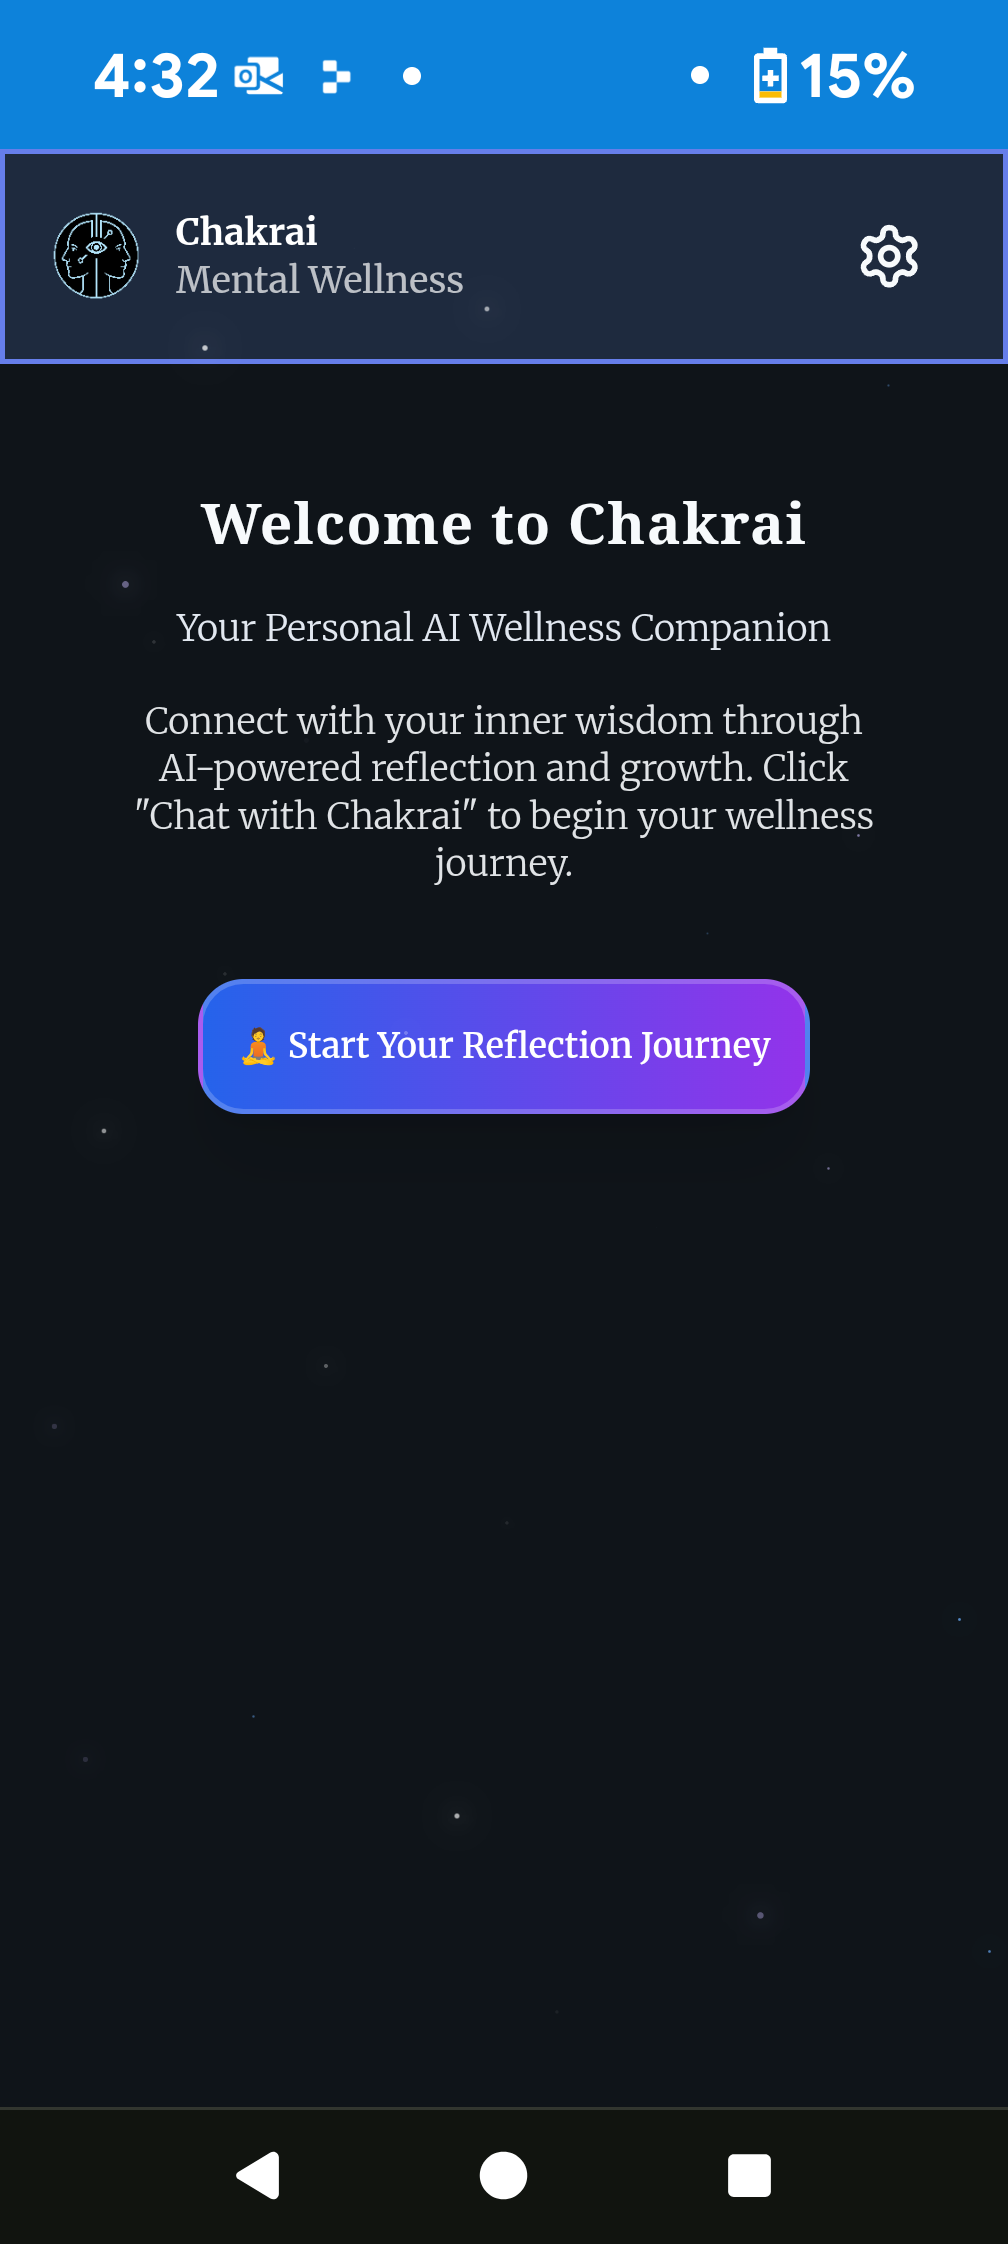 4:32
15%
Chakrai
Mental Wellness
Welcome to Chakrai
Your Personal AI Wellness Companion
Connect with your inner wisdom through
AI-powered reflection and growth. Click
"Chat with Chakrai" to begin your wellness
journey.
🧘 Start Your Reflection Journey